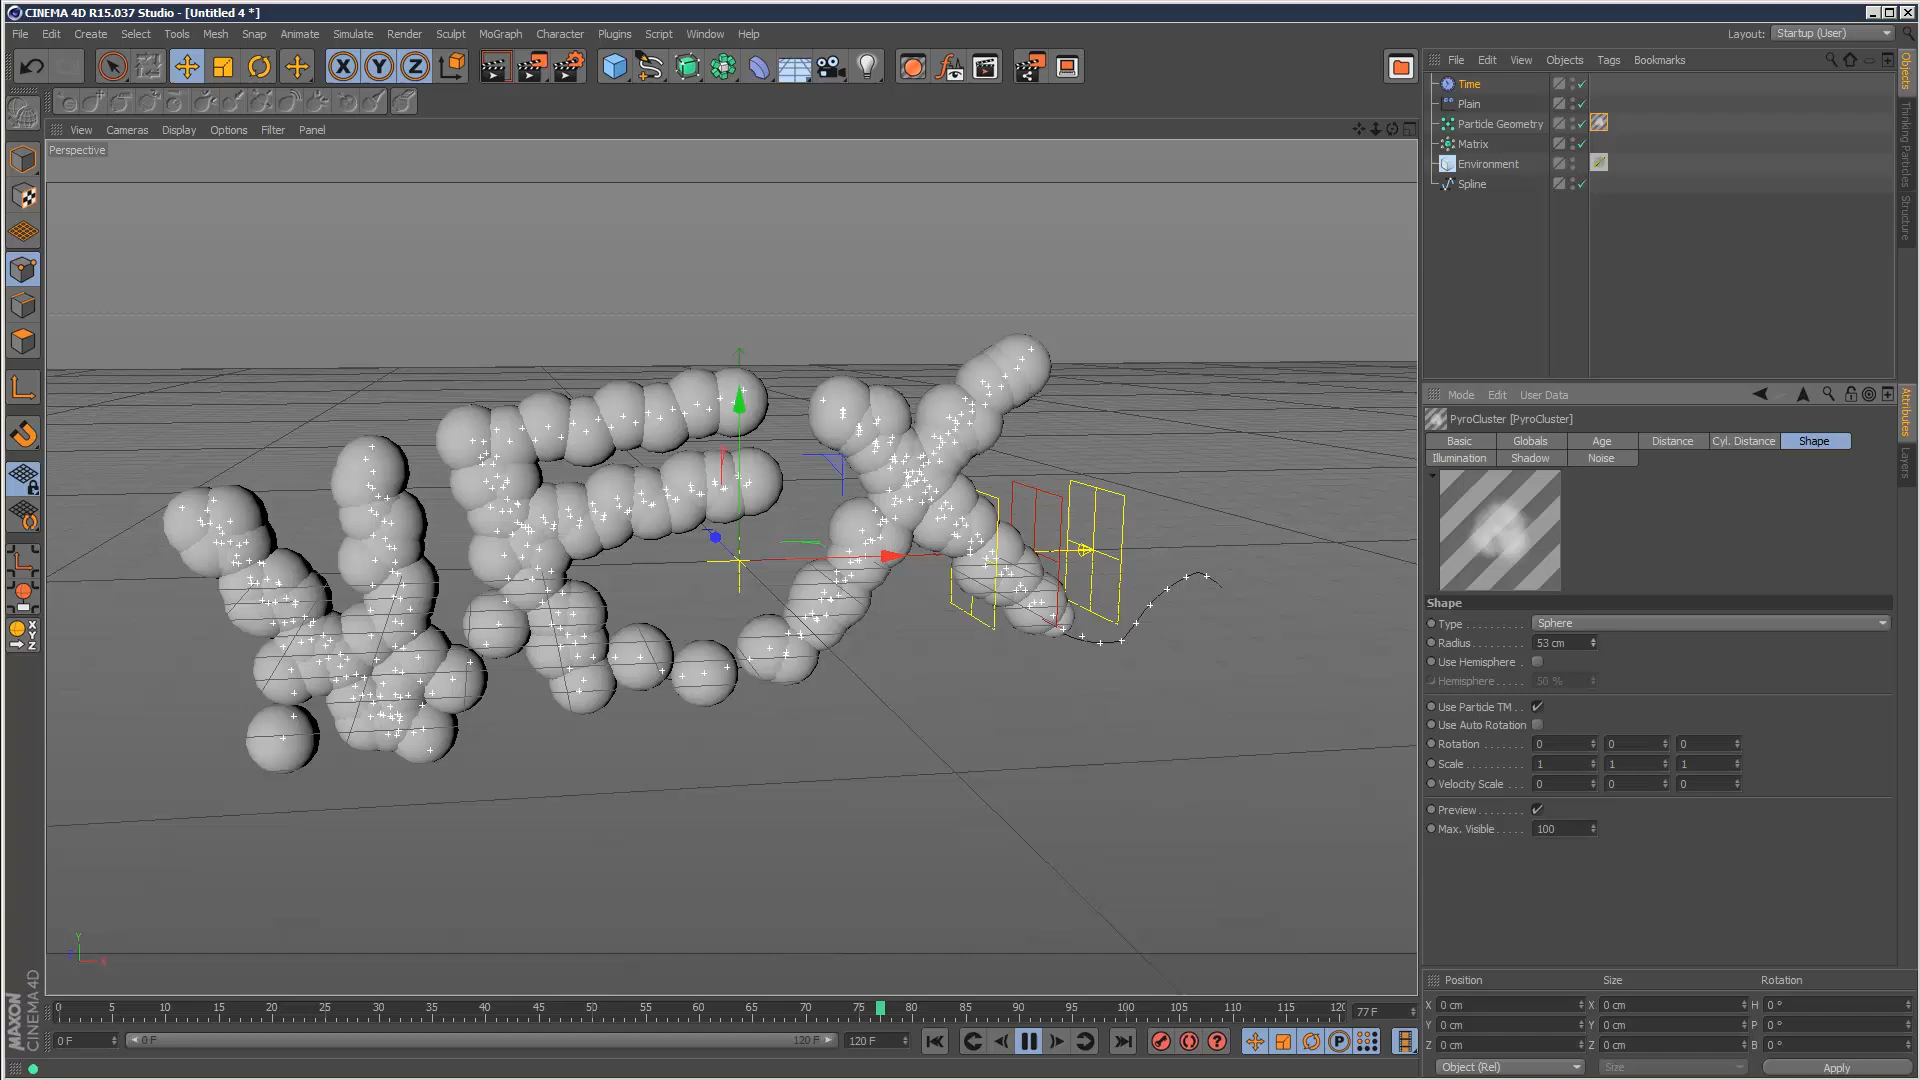 CINEMA 4D R15.037 Studio - [Untitled 4 *]
File Edit Create Select Tools Mesh Snap Animate Simulate Render Sculpt MoGraph Character Plugins Script Window Help
Layout: Startup (User)
X Y Z
View Cameras Display Options Filter Panel
Perspective
File Edit View Objects Tags Bookmarks
Time
Plain
Particle Geometry
Matrix
Environment
Spline
Objects
Thinking Particles
Structure
Mode Edit User Data
PyroCluster [PyroCluster]
Basic Globals Age Distance Cyl. Distance Shape
Illumination Shadow Noise
Attributes
Layers
Shape
Type Sphere
Radius 53 cm
Use Hemisphere
Hemisphere 50 %
Use Particle TM
Use Auto Rotation
Rotation 0 0 0
Scale 1 1 1
Velocity Scale 0 0 0
Preview
Max. Visible 100
X Y Z
Y
X
0 5 10 15 20 25 30 35 40 45 50 55 60 65 70 75 80 85 90 95 100 105 110 115 120
77 F
0 F 0 F 120 F 120 F
P
MAXON
CINEMA 4D
Position Size Rotation
X 0 cm X 0 cm H 0 °
Y 0 cm Y 0 cm P 0 °
Z 0 cm Z 0 cm B 0 °
Object (Rel) Size Apply